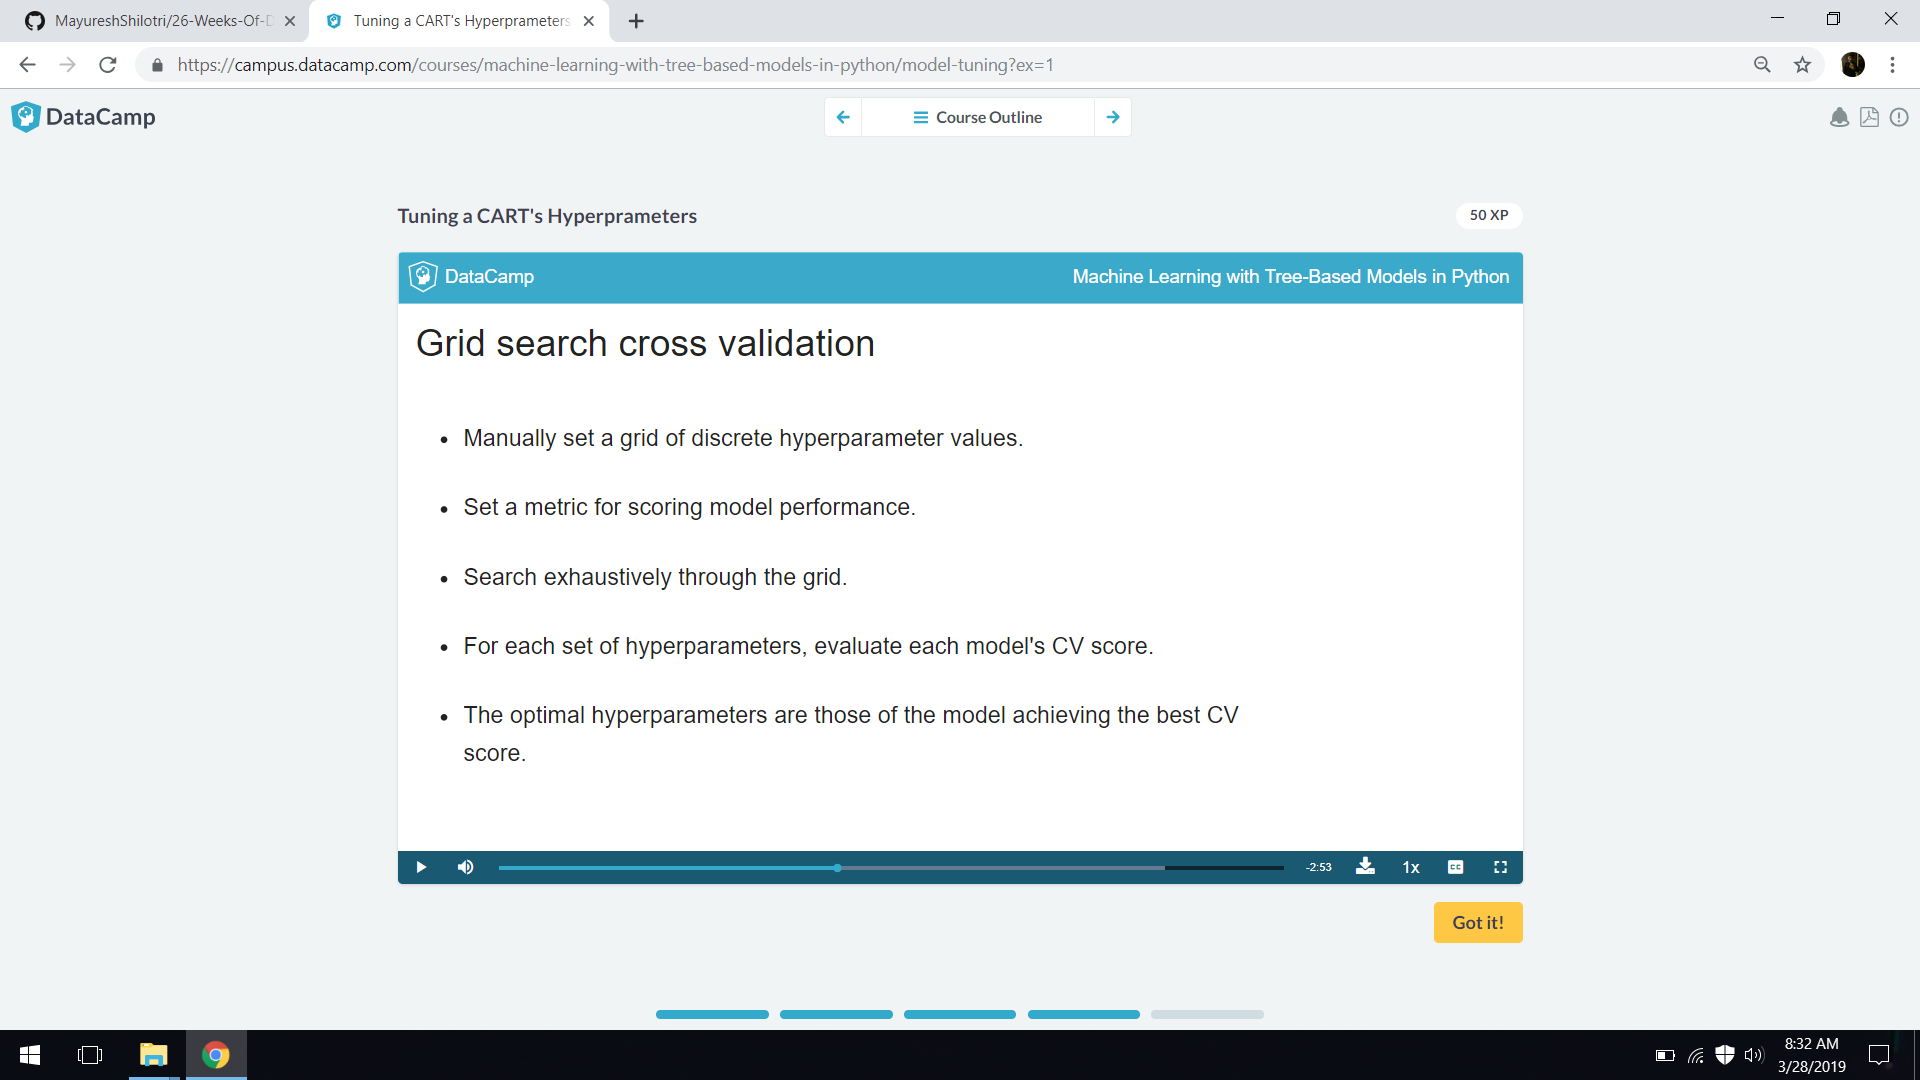 MayureshShilotri/26-Weeks-Of-D
Tuning a CART's Hyperprameters
https://campus.datacamp.com/courses/machine-learning-with-tree-based-models-in-python/model-tuning?ex=1
DataCamp
Course Outline
Tuning a CART's Hyperprameters
50 XP
DataCamp
Machine Learning with Tree-Based Models in Python
Grid search cross validation
• Manually set a grid of discrete hyperparameter values.
• Set a metric for scoring model performance.
• Search exhaustively through the grid.
• For each set of hyperparameters, evaluate each model's CV score.
• The optimal hyperparameters are those of the model achieving the best CV
score.
-2:53
1x
CC
Got it!
8:32 AM
3/28/2019